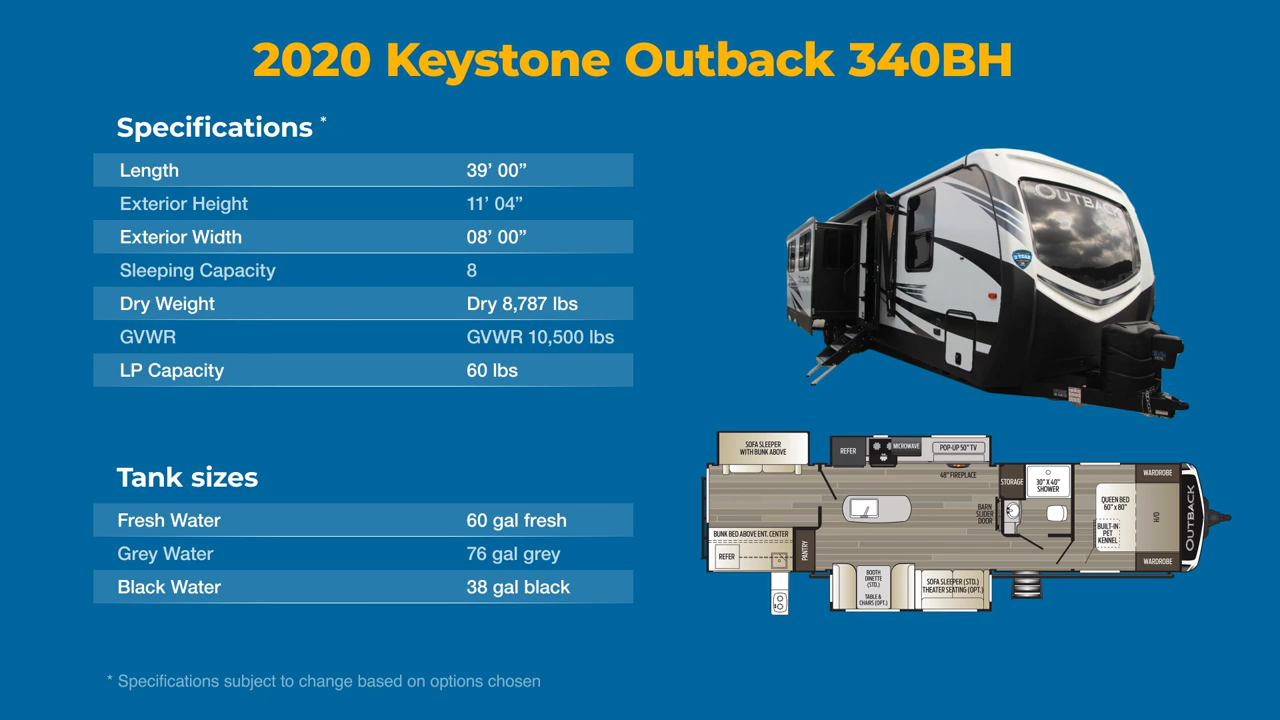 2020 Keystone Outback 340BH
Specifications *
Length 39’ 00”
Exterior Height 11’ 04”
Exterior Width 08’ 00”
Sleeping Capacity 8
Dry Weight Dry 8,787 lbs
GVWR GVWR 10,500 lbs
LP Capacity 60 lbs
Tank sizes
Fresh Water 60 gal fresh
Grey Water 76 gal grey
Black Water 38 gal black
* Specifications subject to change based on options chosen
OUTBACK
SOFA SLEEPER
WITH BUNK ABOVE
REFER
MICROWAVE
POP-UP 50" TV
48" FIREPLACE
STORAGE
30" X 40"
SHOWER
WARDROBE
BARN
SLIDER
DOOR
QUEEN BED
60" x 80"
H/O
OUTBACK
BUILT-IN
PET
KENNEL
BUNK BED ABOVE ENT. CENTER
REFER
PANTRY
WARDROBE
BOOTH
DINETTE
(STD.)
TABLE &
CHAIRS (OPT.)
SOFA SLEEPER (STD.)
THEATER SEATING (OPT.)